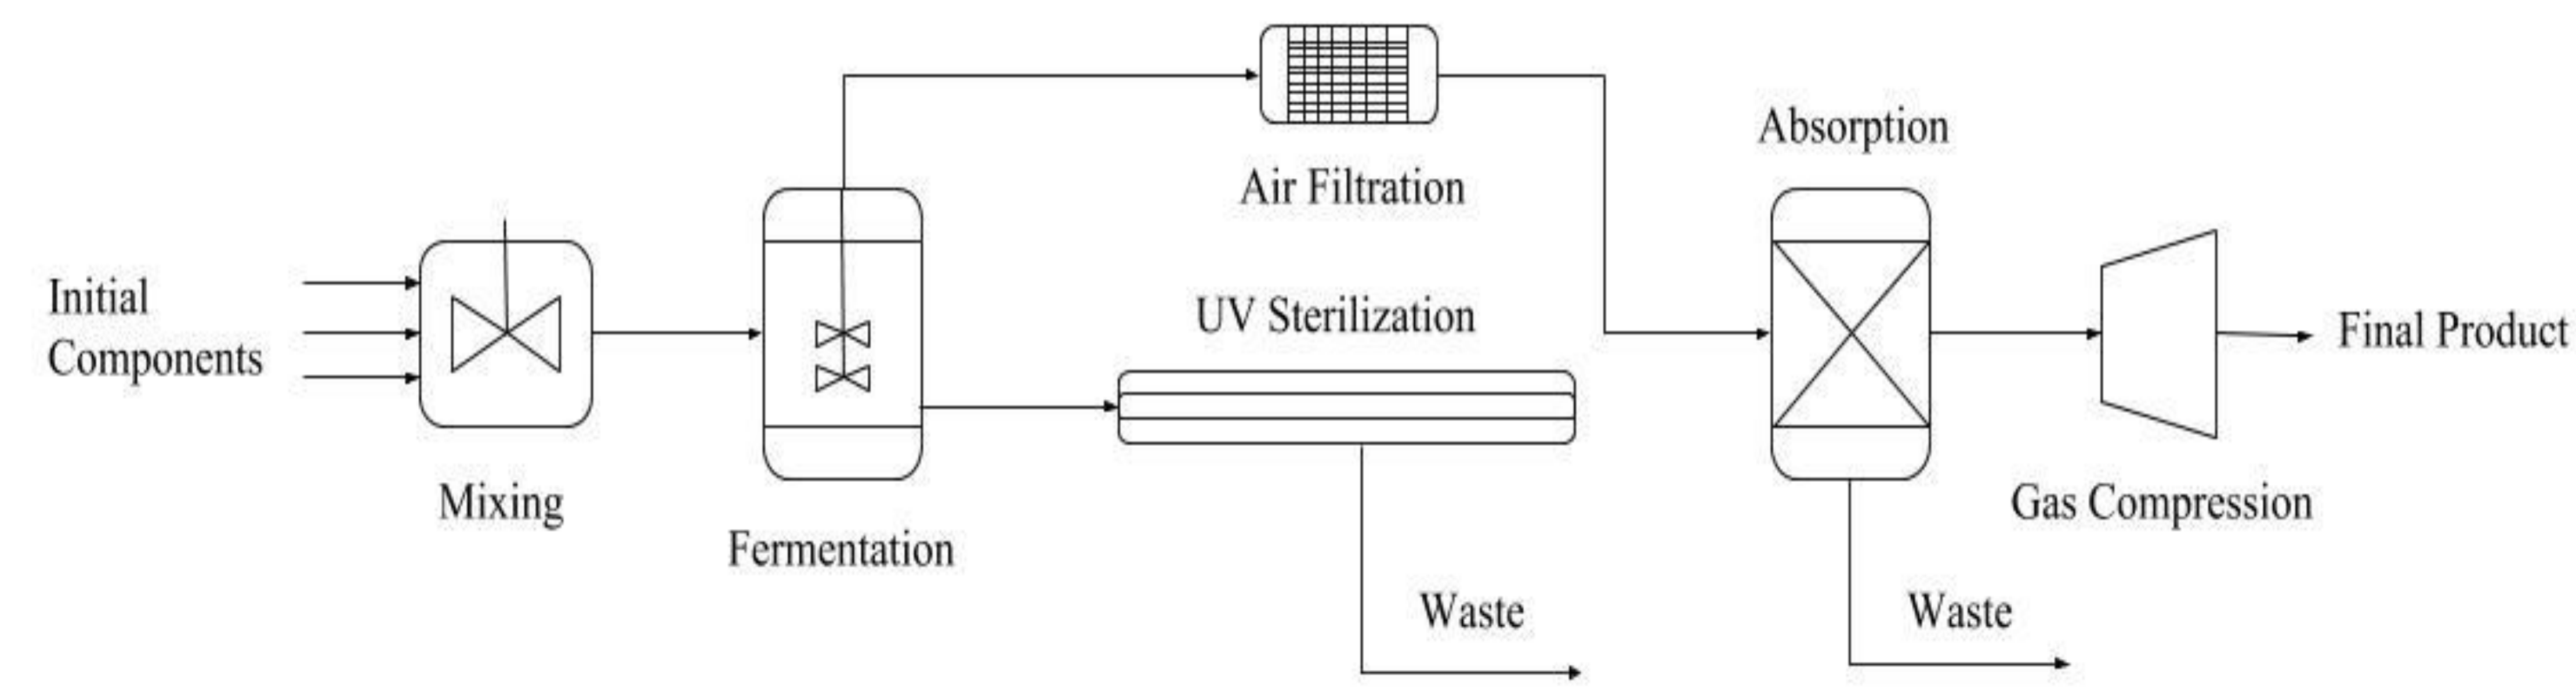 Initial
Components
Mixing
Fermentation
Air Filtration
UV Sterilization
Waste
Absorption
Waste
Gas Compression
Final Product